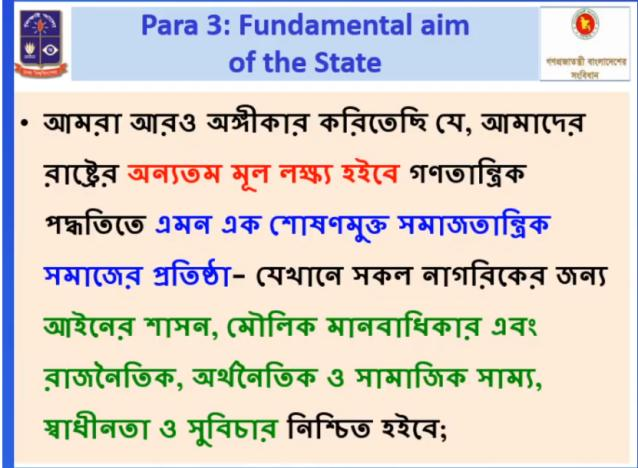 Para 3: Fundamental aim
of the State
গণপ্রজাতন্ত্রী বাংলাদেশের
সংবিধান
• আমরা আরও অঙ্গীকার করিতেছি যে, আমাদের
রাষ্ট্রের অন্যতম মূল লক্ষ্য হইবে গণতান্ত্রিক
পদ্ধতিতে এমন এক শোষণমুক্ত সমাজতান্ত্রিক
সমাজের প্রতিষ্ঠা– যেখানে সকল নাগরিকের জন্য
আইনের শাসন, মৌলিক মানবাধিকার এবং
রাজনৈতিক, অর্থনৈতিক ও সামাজিক সাম্য,
স্বাধীনতা ও সুবিচার নিশ্চিত হইবে;